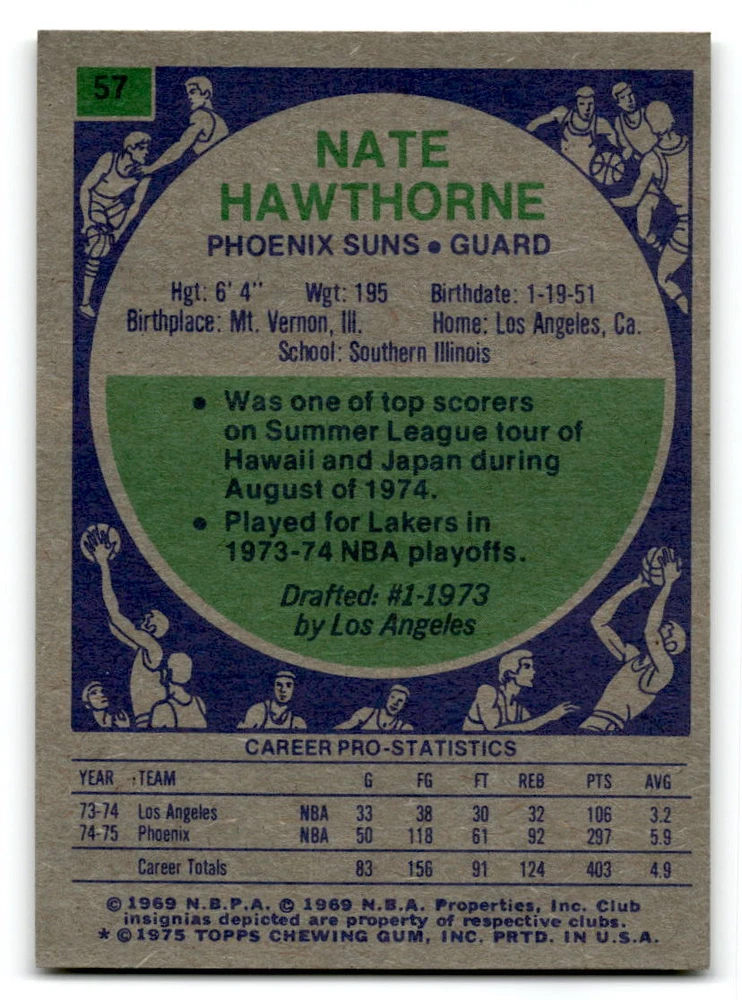 57
NATE
HAWTHORNE
PHOENIX SUNS • GUARD
Hgt: 6' 4" Wgt: 195 Birthdate: 1-19-51
Birthplace: Mt. Vernon, Ill. Home: Los Angeles, Ca.
School: Southern Illinois
• Was one of top scorers
on Summer League tour of
Hawaii and Japan during
August of 1974.
• Played for Lakers in
1973-74 NBA playoffs.
Drafted: #1-1973
by Los Angeles
CAREER PRO-STATISTICS
YEAR TEAM G FG FT REB PTS AVG
73-74 Los Angeles NBA 33 38 30 32 106 3.2
74-75 Phoenix NBA 50 118 61 92 297 5.9
Career Totals 83 156 91 124 403 4.9
© 1969 N.B.P.A. © 1969 N.B.A. Properties, Inc. Club
insignias depicted are property of respective clubs.
* © 1975 TOPPS CHEWING GUM, INC. PRTD. IN U.S.A.